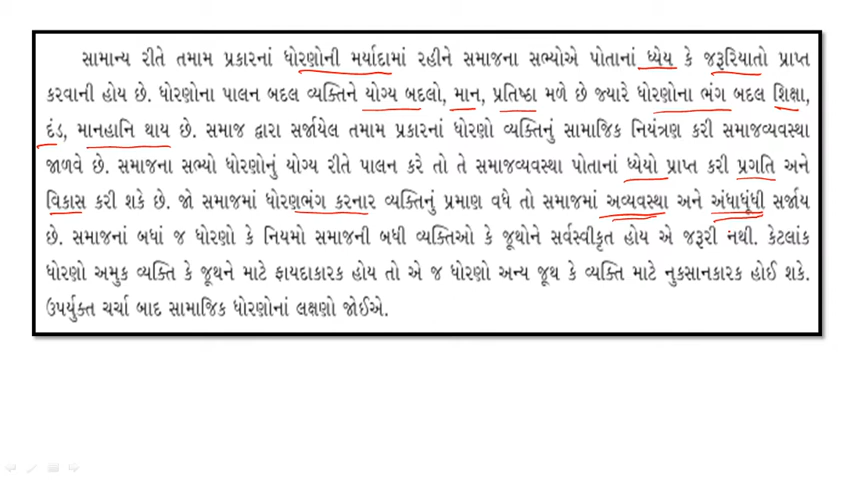 સામાન્ય રીતે તમામ પ્રકારનાં ધોરણોની મર્યાદામાં રહીને સમાજના સભ્યોએ પોતાનાં ધ્યેય કે જરૂરિયાતો પ્રાપ્ત
કરવાની હોય છે. ધોરણોના પાલન બદલ વ્યક્તિને યોગ્ય બદલો, માન, પ્રતિષ્ઠા મળે છે જ્યારે ધોરણોના ભંગ બદલ શિક્ષા,
દંડ, માનહાનિ થાય છે. સમાજ દ્વારા સર્જાયેલ તમામ પ્રકારનાં ધોરણો વ્યક્તિનું સામાજિક નિયંત્રણ કરી સમાજવ્યવસ્થા
જાળવે છે. સમાજના સભ્યો ધોરણોનું યોગ્ય રીતે પાલન કરે તો તે સમાજવ્યવસ્થા પોતાનાં ધ્યેયો પ્રાપ્ત કરી પ્રગતિ અને
વિકાસ કરી શકે છે. જો સમાજમાં ધોરણભંગ કરનાર વ્યક્તિનું પ્રમાણ વધે તો સમાજમાં અવ્યવસ્થા અને અંધાધૂંધી સર્જાય
છે. સમાજનાં બધાં જ ધોરણો કે નિયમો સમાજની બધી વ્યક્તિઓ કે જૂથોને સર્વસ્વીકૃત હોય એ જરૂરી નથી. કેટલાંક
ધોરણો અમુક વ્યક્તિ કે જૂથને માટે ફાયદાકારક હોય તો એ જ ધોરણો અન્ય જૂથ કે વ્યક્તિ માટે નુકસાનકારક હોઈ શકે.
ઉપર્યુક્ત ચર્ચા બાદ સામાજિક ધોરણોનાં લક્ષણો જોઈએ.